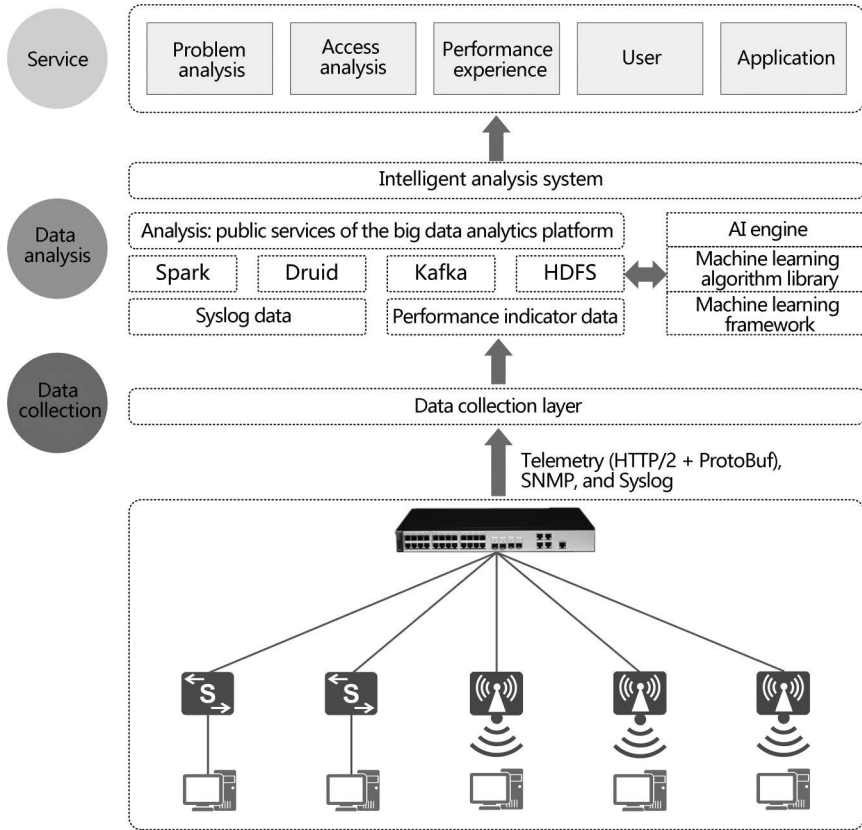 Service
Problem
analysis
Access
analysis
Performance
experience
User
Application
Intelligent analysis system
Data
analysis
Analysis: public services of the big data analytics platform
Spark
Druid
Kafka
HDFS
Syslog data
Performance indicator data
AI engine
Machine learning
algorithm library
Machine learning
framework
Data
collection
Data collection layer
Telemetry (HTTP/2 + ProtoBuf),
SNMP, and Syslog
S
S